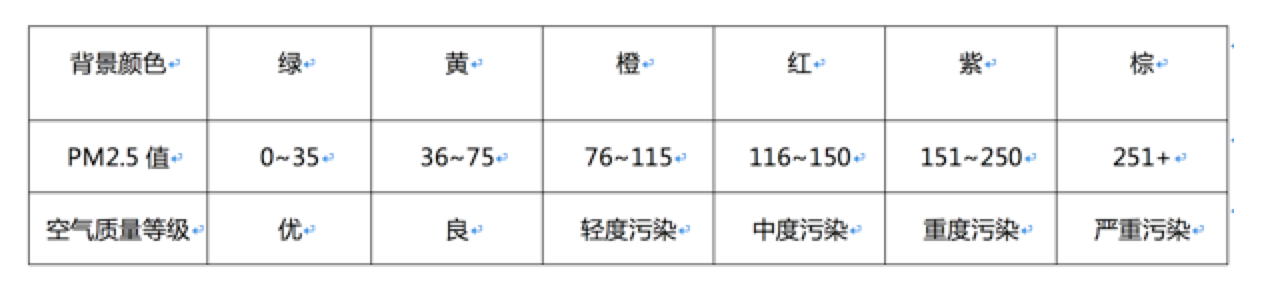 背景颜色 绿 黄 橙 红 紫 棕
PM2.5 值 0~35 36~75 76~115 116~150 151~250 251+
空气质量等级 优 良 轻度污染 中度污染 重度污染 严重污染